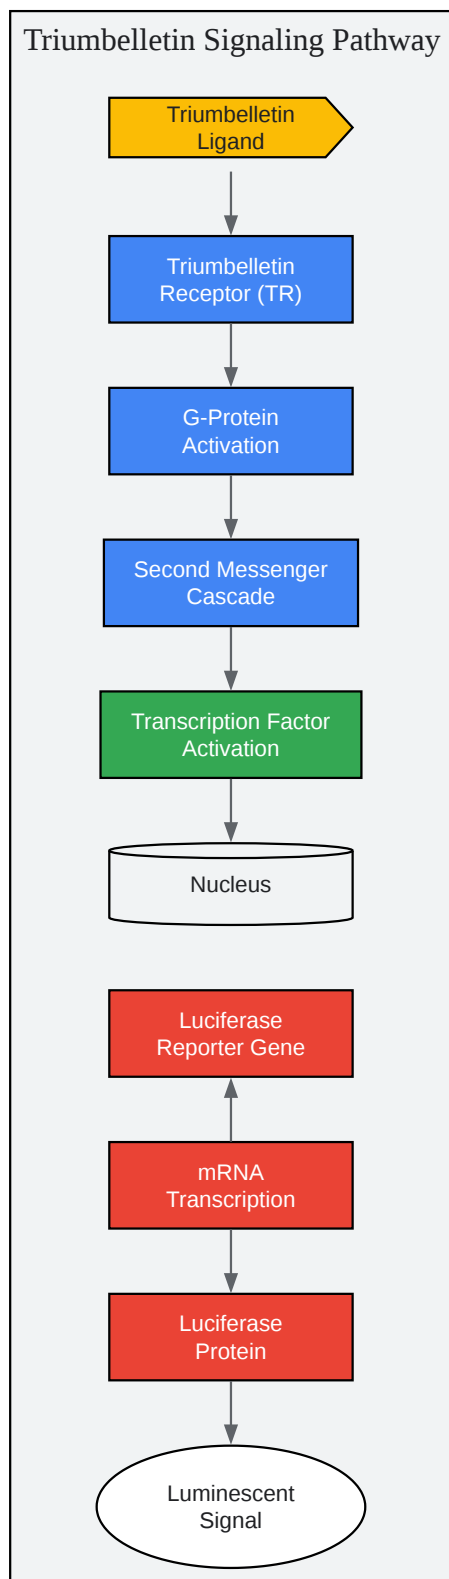 Triumbelletin Signaling Pathway
Triumbelletin
Ligand
Triumbelletin
Receptor (TR)
G-Protein
Activation
Second Messenger
Cascade
Transcription Factor
Activation
Nucleus
Luciferase
Reporter Gene
mRNA
Transcription
Luciferase
Protein
Luminescent
Signal